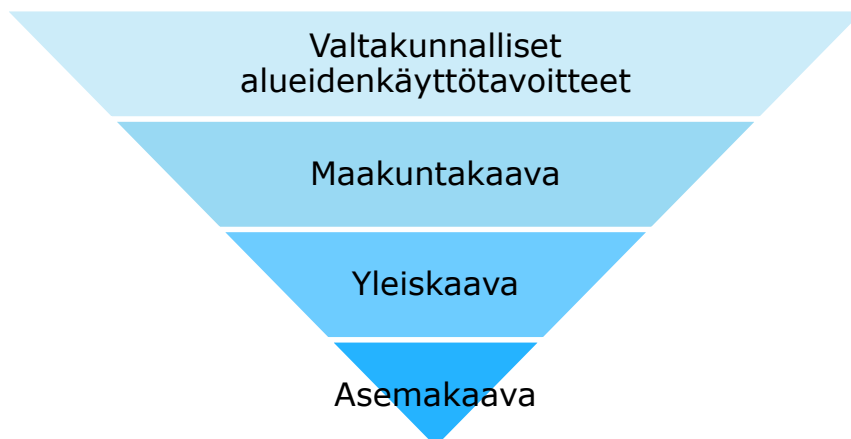 Valtakunnalliset
alueidenkäyttötavoitteet
Maakuntakaava
Yleiskaava
Asemakaava